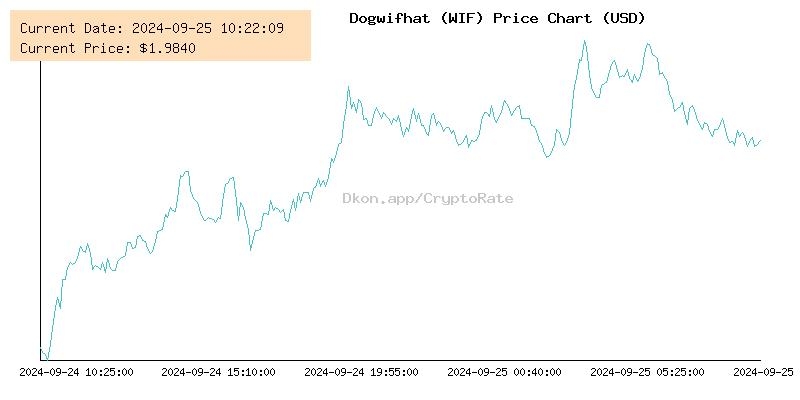 Dogwifhat (WIF) Price Chart (USD)
Current Date: 2024-09-25 10:22:09
Current Price: $1.9840
Dkon.app/CryptoRate
2024-09-24 10:25:00 2024-09-24 15:10:00 2024-09-24 19:55:00 2024-09-25 00:40:00 2024-09-25 05:25:00 2024-09-25